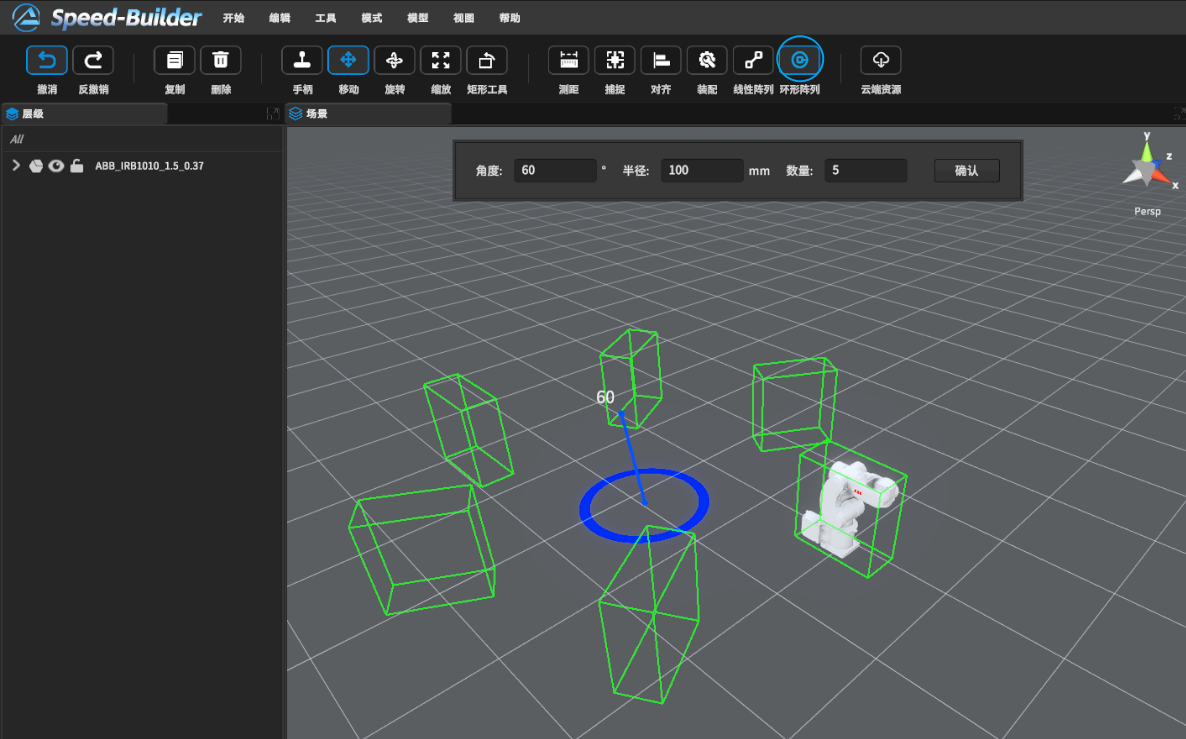 Speed-Builder 开始 编辑 工具 模式 模型 视图 帮助
撤消 反撤销 复制 删除 手柄 移动 旋转 缩放 矩形工具 测距 捕捉 对齐 装配 线性阵列 环形阵列 云端资源
层级 场景
All
ABB_IRB1010_1.5_0.37
角度: 60 ° 半径: 100 mm 数量: 5 确认
y
z
x
Persp
60